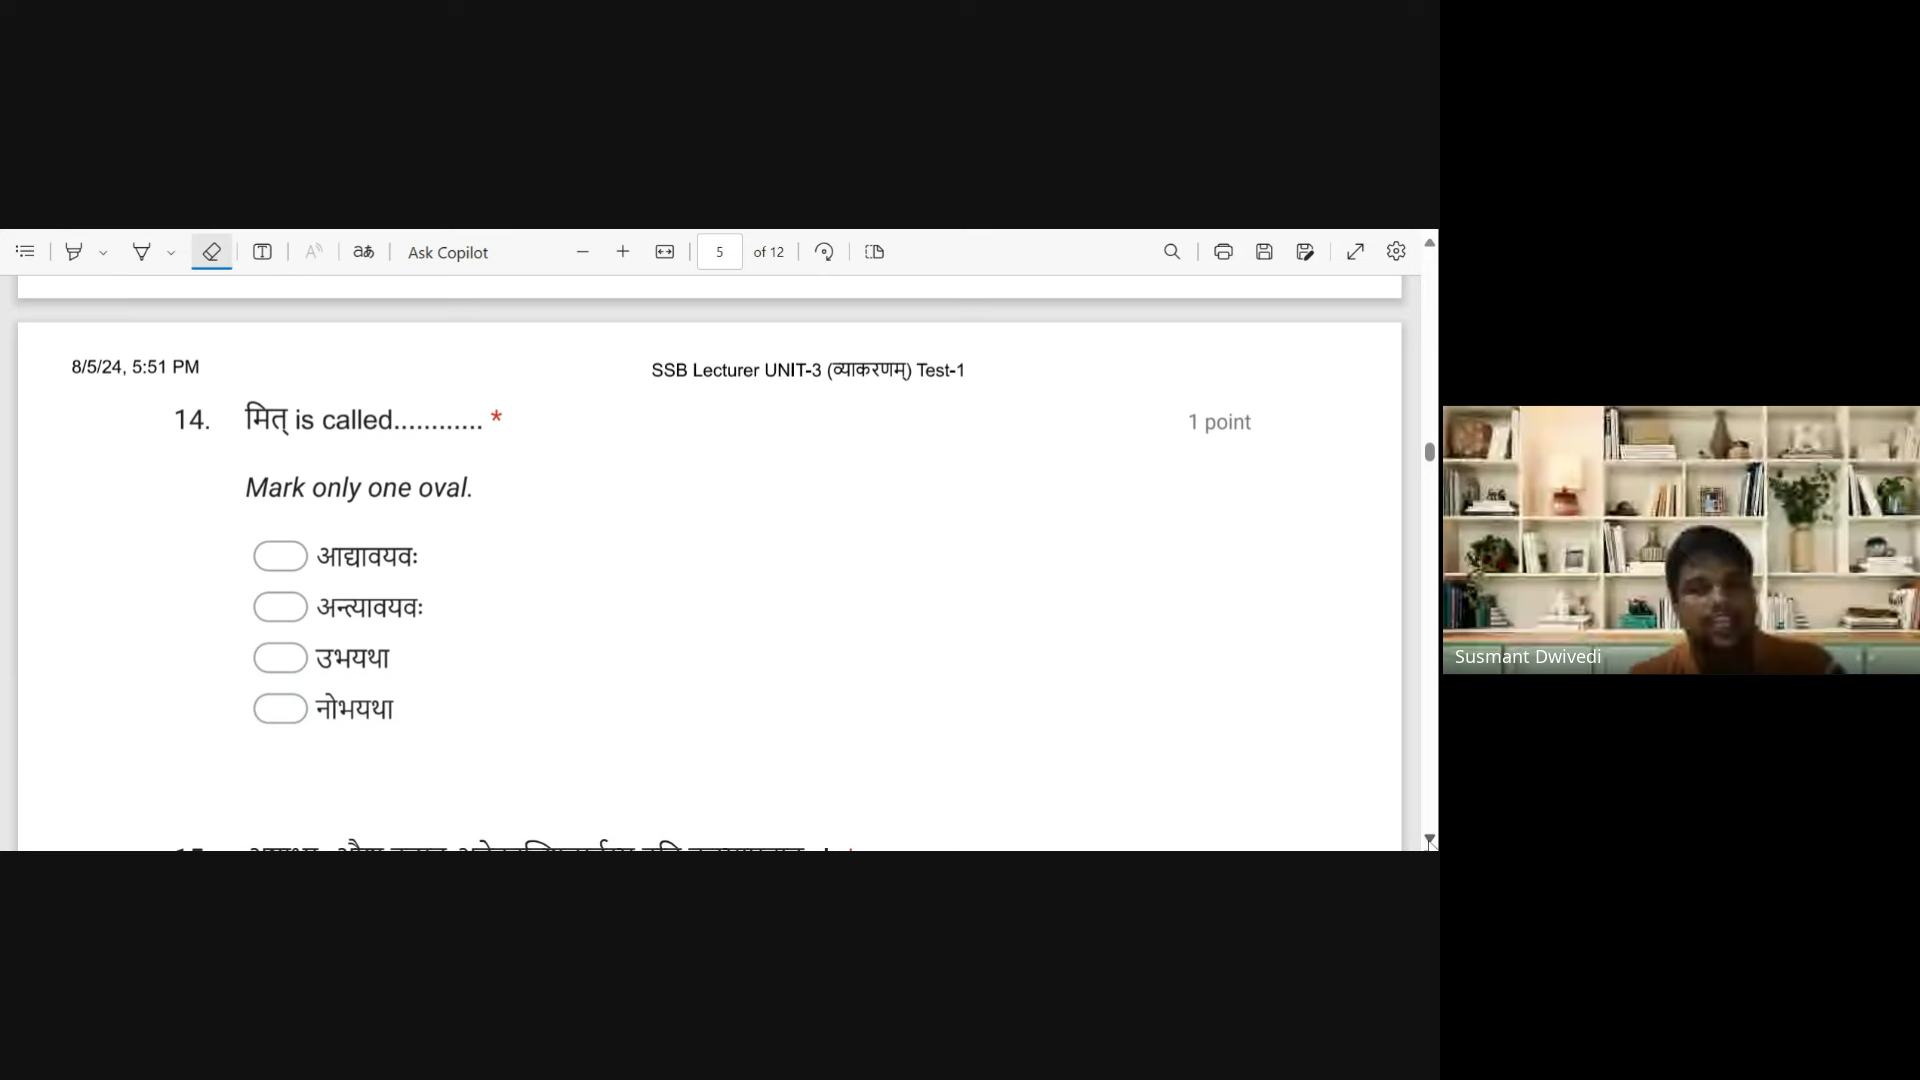 Ask Copilot
5 of 12
8/5/24, 5:51 PM
SSB Lecturer UNIT-3 (व्याकरणम्) Test-1
14. मित् is called............ *
1 point
Mark only one oval.
आद्यावयवः
अन्त्यावयवः
उभयथा
नोभयथा
Susmant Dwivedi